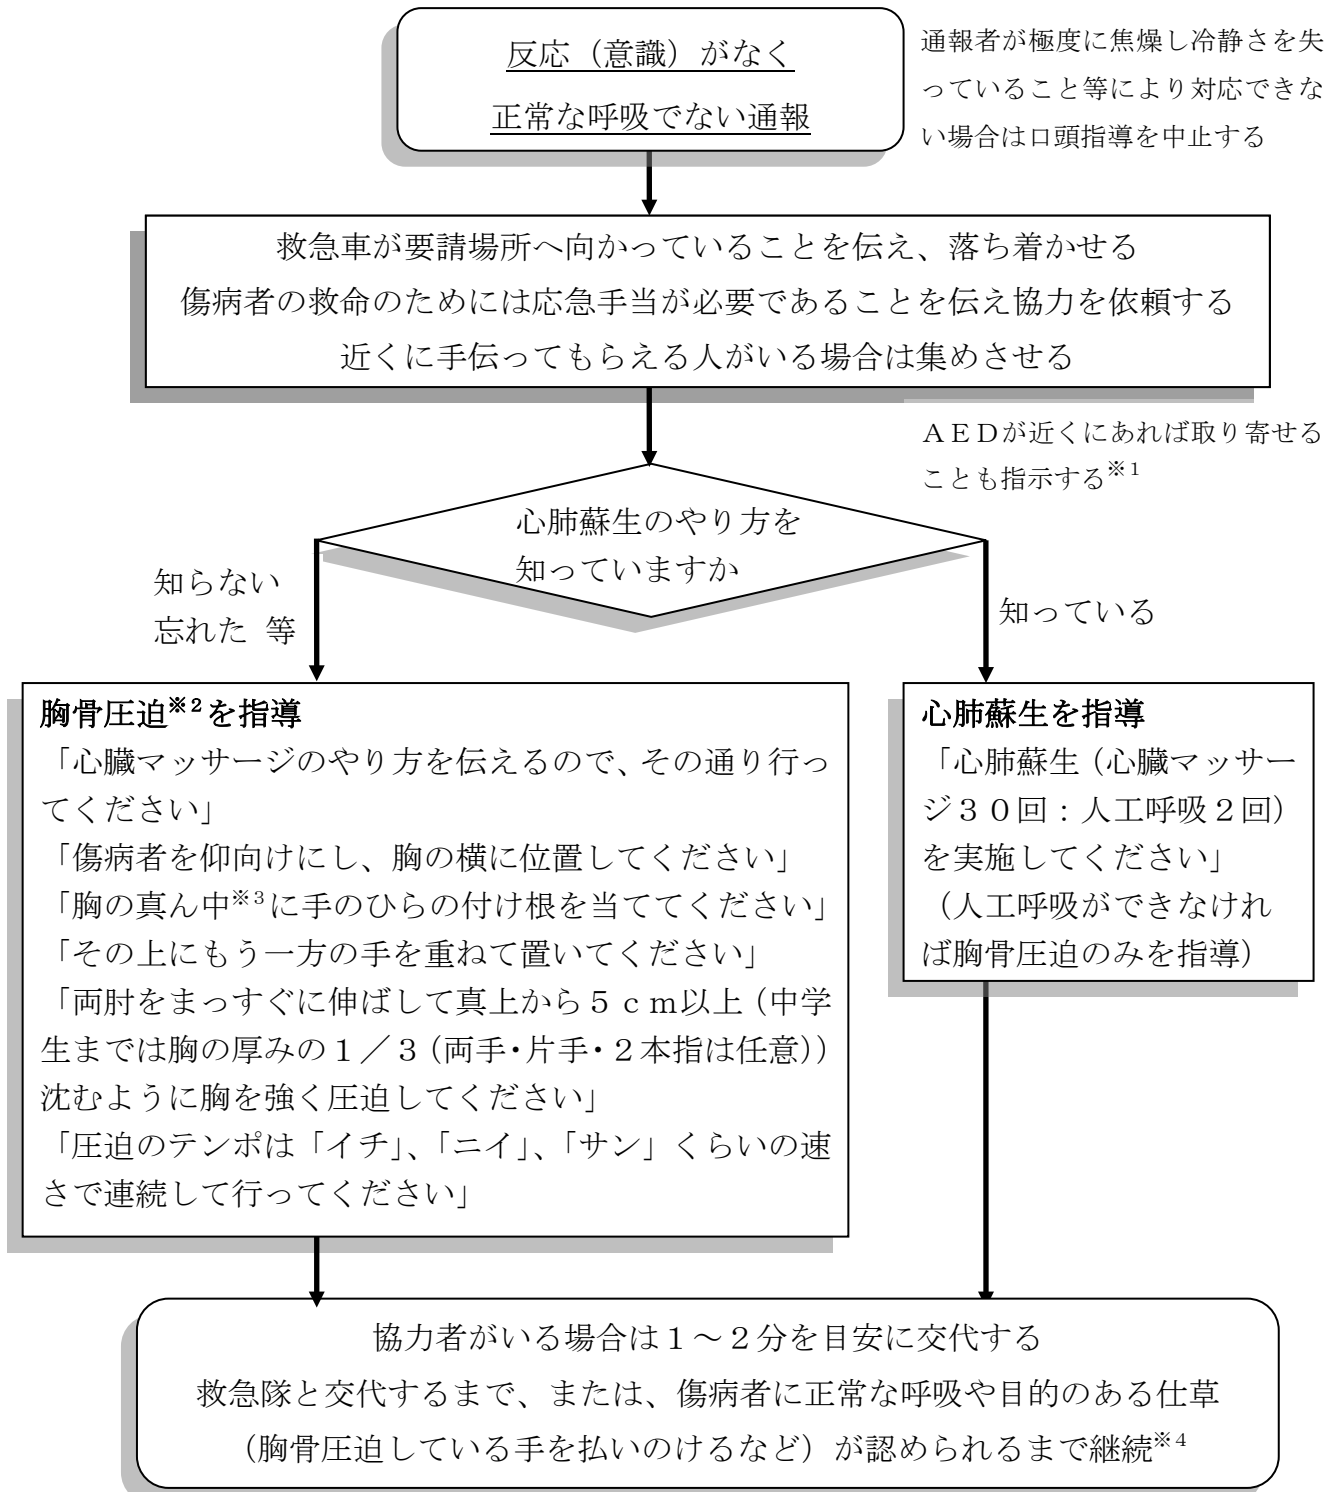 反応（意識）がなく
正常な呼吸でない通報
通報者が極度に焦燥し冷静さを失
っていること等により対応できな
い場合は口頭指導を中止する
救急車が要請場所へ向かっていることを伝え、落ち着かせる
傷病者の救命のためには応急手当が必要であることを伝え協力を依頼する
近くに手伝ってもらえる人がいる場合は集めさせる
ＡＥＤが近くにあれば取り寄せる
ことも指示する※1
心肺蘇生のやり方を
知っていますか
知らない
忘れた 等
知っている
胸骨圧迫※2を指導
「心臓マッサージのやり方を伝えるので、その通り行っ
てください」
「傷病者を仰向けにし、胸の横に位置してください」
「胸の真ん中※3に手のひらの付け根を当ててください」
「その上にもう一方の手を重ねて置いてください」
「両肘をまっすぐに伸ばして真上から５ｃｍ以上（中学
生までは胸の厚みの１／３（両手・片手・２本指は任意））
沈むように胸を強く圧迫してください」
「圧迫のテンポは「イチ」、「ニイ」、「サン」くらいの速
さで連続して行ってください」
心肺蘇生を指導
「心肺蘇生（心臓マッサー
ジ３０回：人工呼吸２回）
を実施してください」
（人工呼吸ができなけれ
ば胸骨圧迫のみを指導）
協力者がいる場合は１～２分を目安に交代する
救急隊と交代するまで、または、傷病者に正常な呼吸や目的のある仕草
（胸骨圧迫している手を払いのけるなど）が認められるまで継続※4